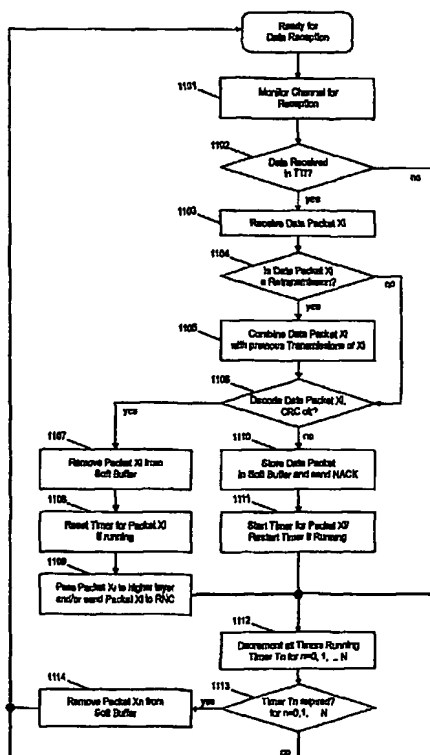 Ready for
Data Reception
1101
Monitor Channel for
Reception
1102
Data Received
in TTI?
no
yes
1103
Receive Data Packet Xi
1104
Is Data Packet Xi
a Retransmission?
no
yes
1105
Combine Data Packet Xi
with previous Transmissions of Xi
1106
Decode Data Packet Xi,
CRC ok?
yes
no
1107
Remove Packet Xi from
Soft Buffer
1110
Store Data Packet
in Soft Buffer and send NACK
1108
Reset Timer for Packet Xi
if running
1111
Start Timer for Packet Xi/
Restart Timer if Running
1109
Pass Packet Xi to higher layer
and/or send Packet Xi to RNC
1112
Decrement all Timers Running
Timer Tn for n=0, 1, .. N
1113
Timer Tn expired?
for n=0,1, N
yes
1114
Remove Packet Xn from
Soft Buffer
no